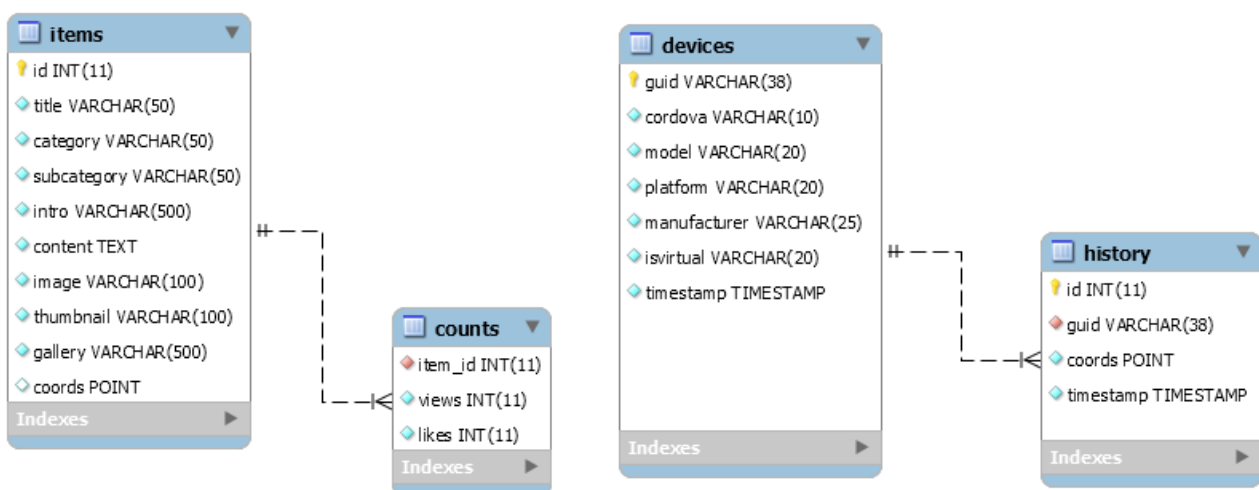 items
id INT(11)
title VARCHAR(50)
category VARCHAR(50)
subcategory VARCHAR(50)
intro VARCHAR(500)
content TEXT
image VARCHAR(100)
thumbnail VARCHAR(100)
gallery VARCHAR(500)
coords POINT
Indexes
counts
item_id INT(11)
views INT(11)
likes INT(11)
Indexes
devices
guid VARCHAR(38)
cordova VARCHAR(10)
model VARCHAR(20)
platform VARCHAR(20)
manufacturer VARCHAR(25)
isvirtual VARCHAR(20)
timestamp TIMESTAMP
Indexes
history
id INT(11)
guid VARCHAR(38)
coords POINT
timestamp TIMESTAMP
Indexes